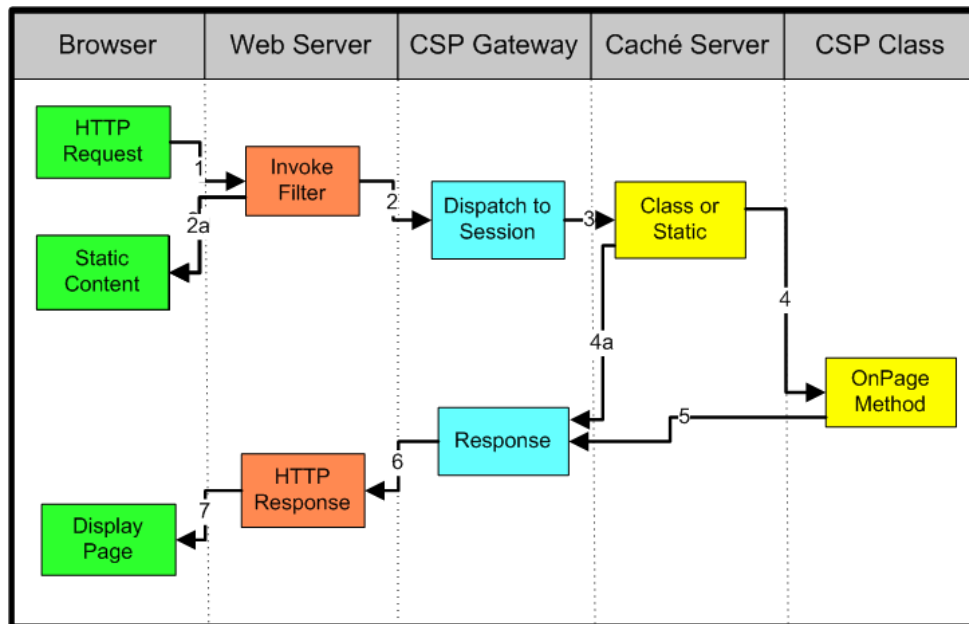 Browser
Web Server
CSP Gateway
Caché Server
CSP Class
HTTP
Request
1
Invoke
Filter
2
Dispatch to
Session
3
Class or
Static
2a
Static
Content
4
4a
OnPage
Method
5
Response
6
HTTP
Response
7
Display
Page